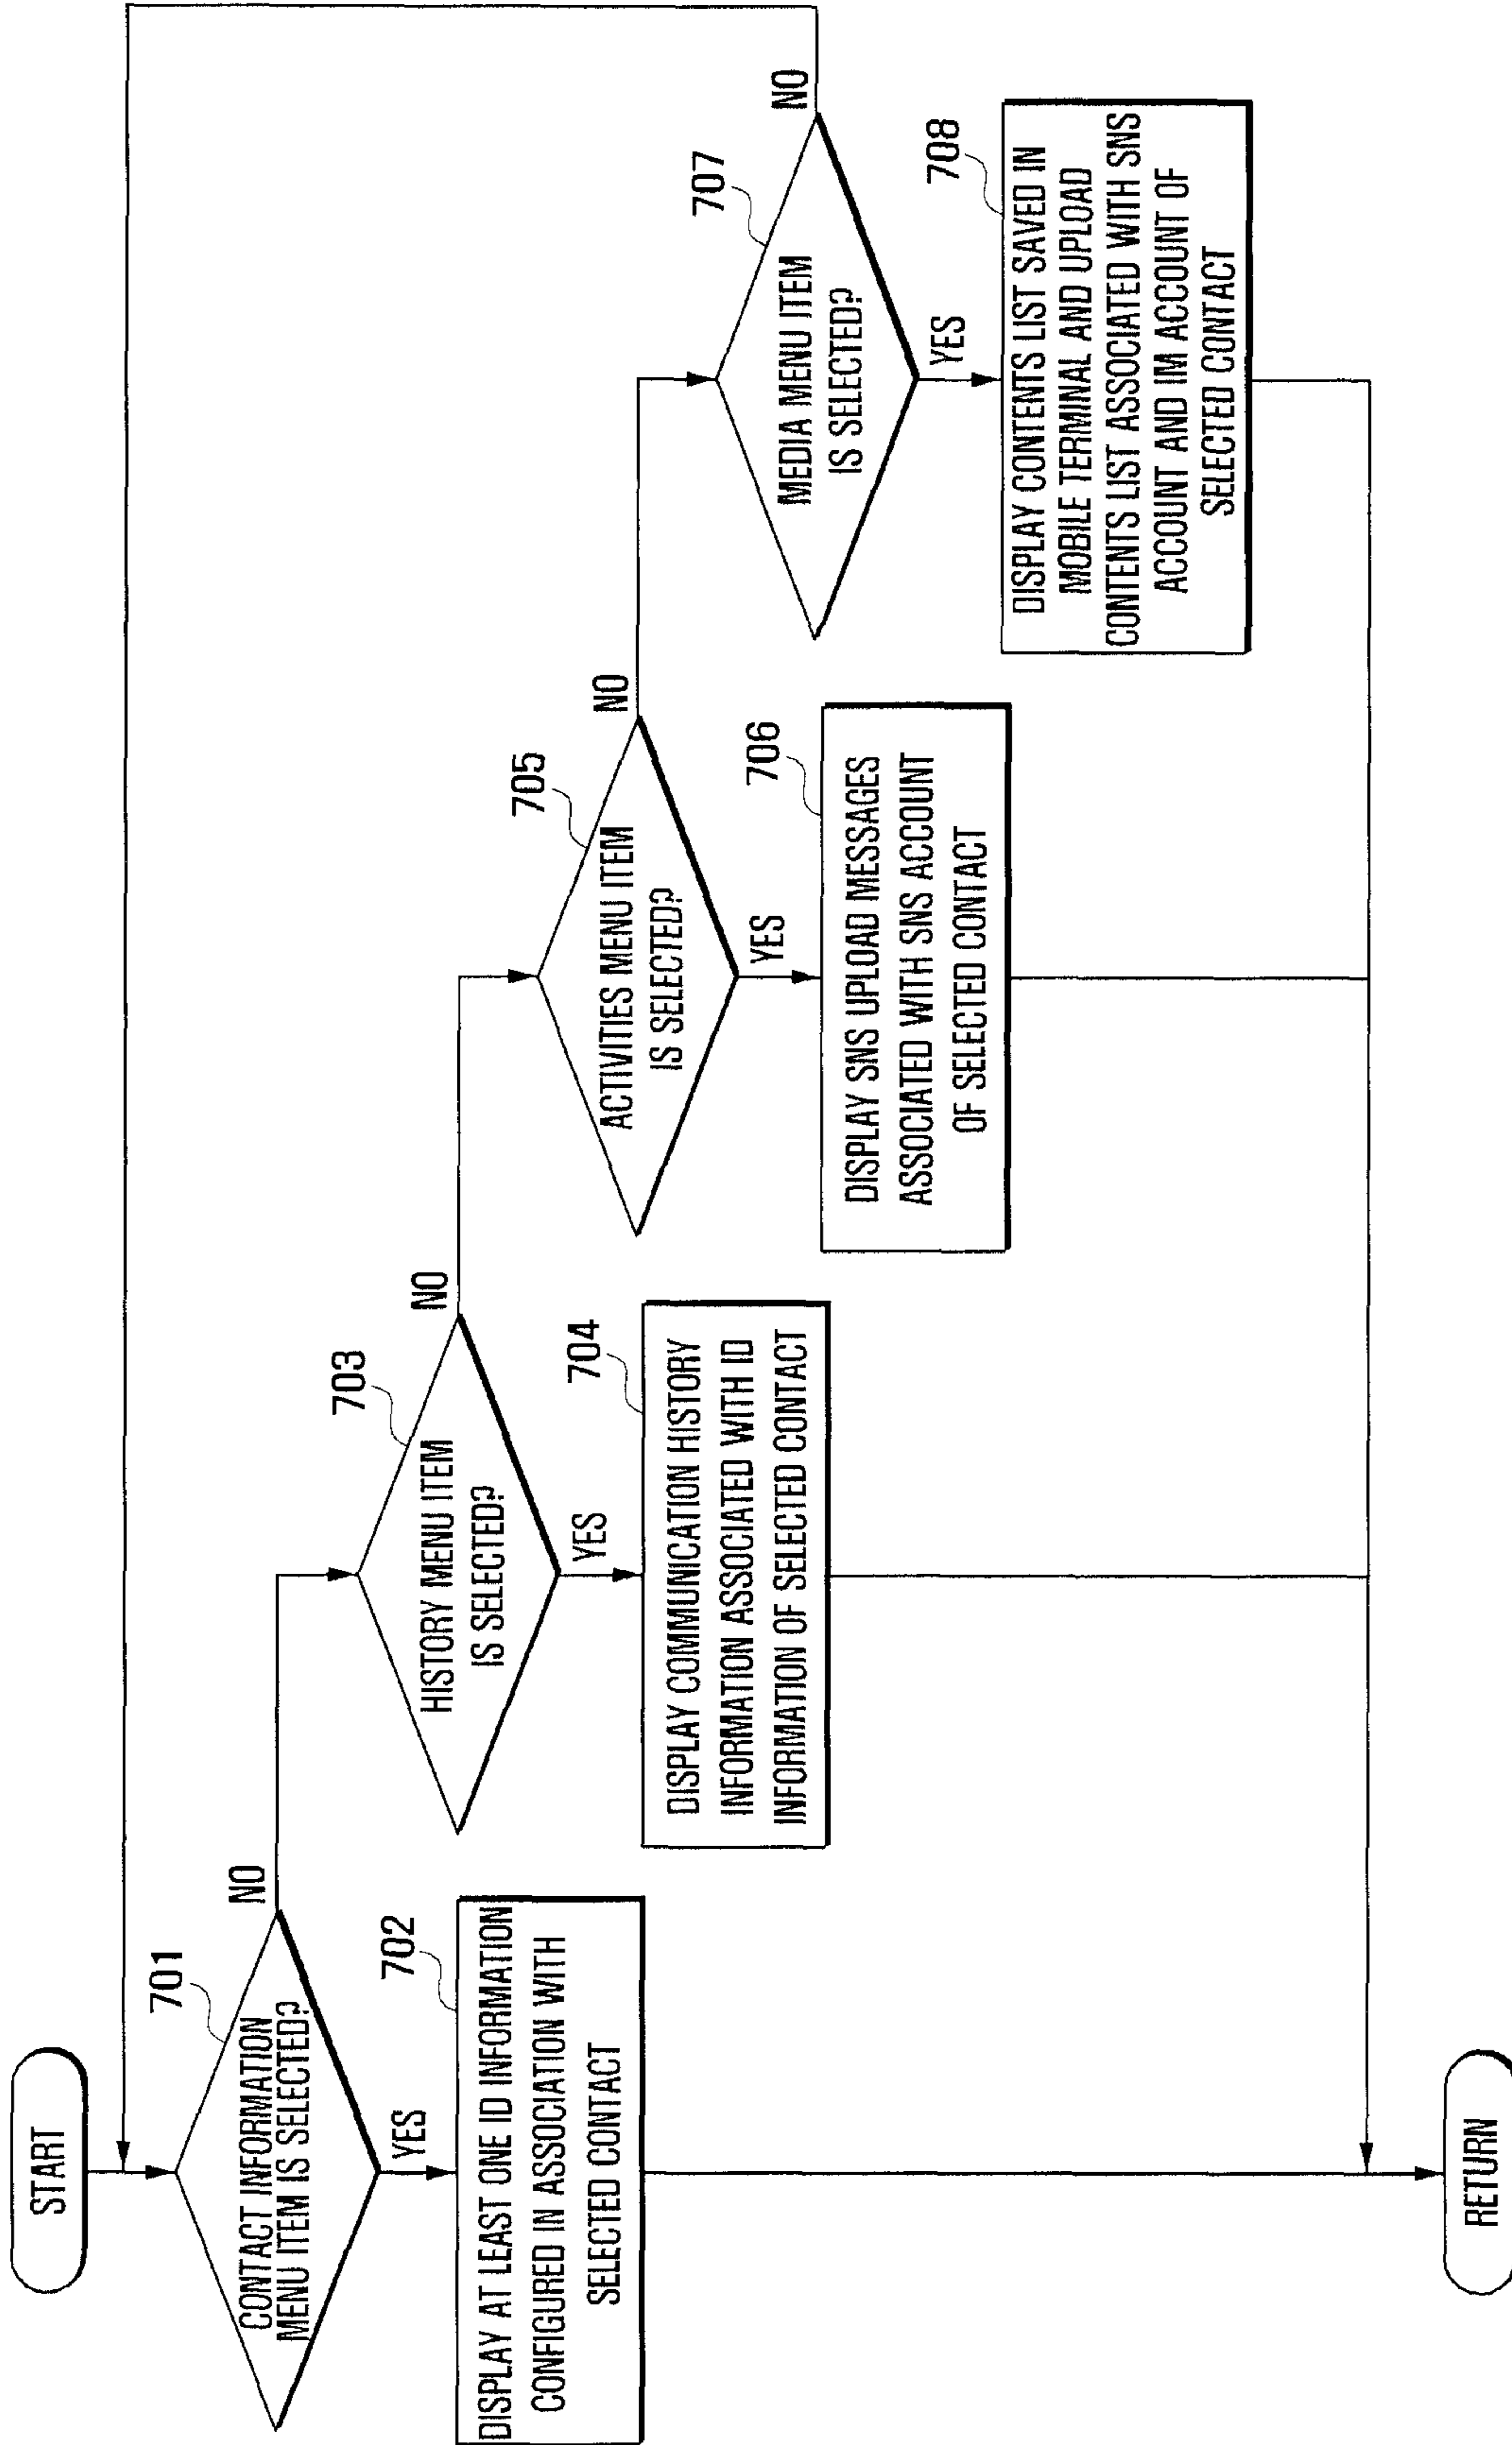 START
701
CONTACT INFORMATION
MENU ITEM IS SELECTED?
NO
YES
702
DISPLAY AT LEAST ONE ID INFORMATION
CONFIGURED IN ASSOCIATION WITH
SELECTED CONTACT
703
HISTORY MENU ITEM
IS SELECTED?
NO
YES
704
DISPLAY COMMUNICATION HISTORY
INFORMATION ASSOCIATED WITH ID
INFORMATION OF SELECTED CONTACT
705
ACTIVITIES MENU ITEM
IS SELECTED?
NO
YES
706
DISPLAY SNS UPLOAD MESSAGES
ASSOCIATED WITH SNS ACCOUNT
OF SELECTED CONTACT
707
MEDIA MENU ITEM
IS SELECTED?
NO
YES
708
DISPLAY CONTENTS LIST SAVED IN
MOBILE TERMINAL AND UPLOAD
CONTENTS LIST ASSOCIATED WITH SNS
ACCOUNT AND IM ACCOUNT OF
SELECTED CONTACT
RETURN